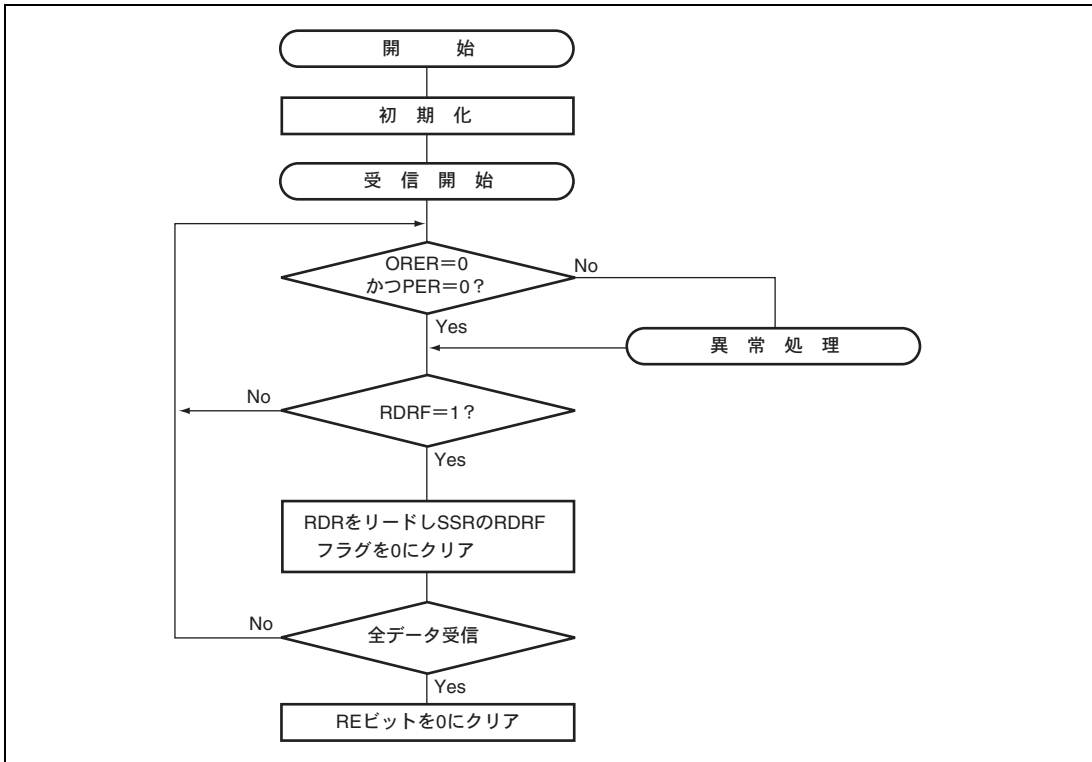 開　始
初 期 化
受 信 開 始
ORER＝0
かつPER＝0？
No
Yes
異 常 処 理
No
RDRF＝1？
Yes
RDRをリードしSSRのRDRF
フラグを0にクリア
No
全データ受信
Yes
REビットを0にクリア